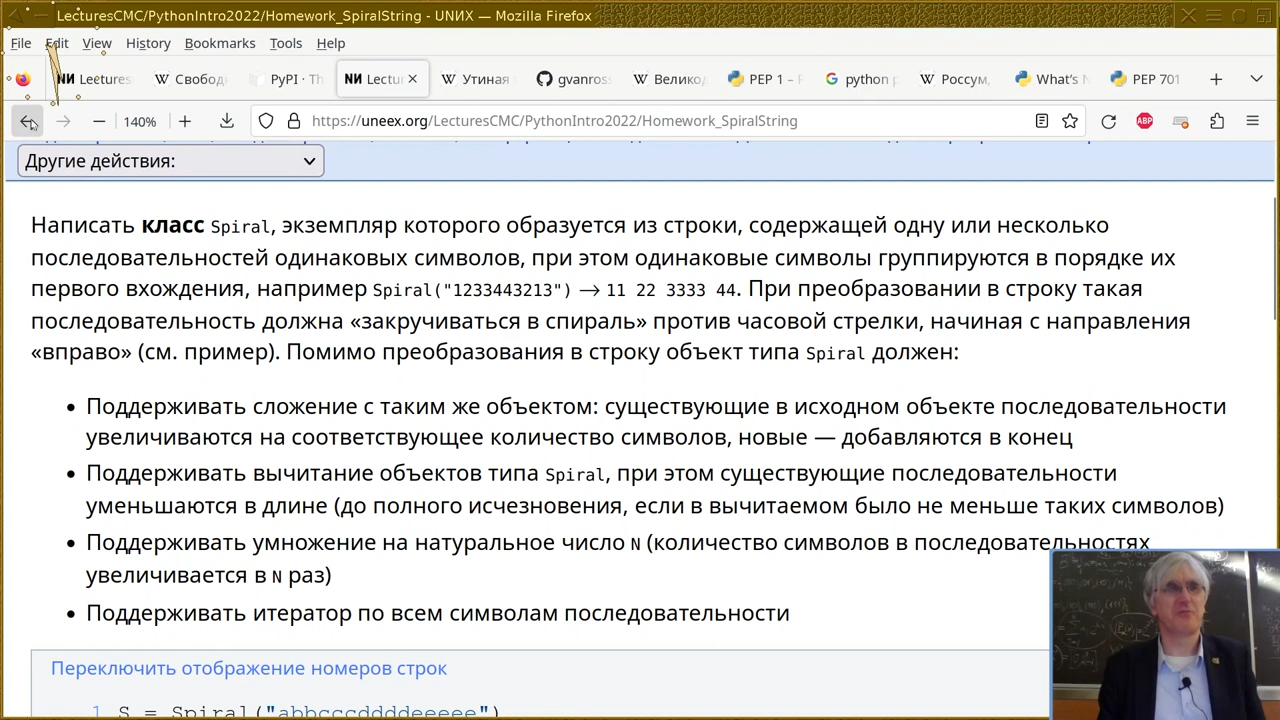 LecturesCMC/PythonIntro2022/Homework_SpiralString - UNИX — Mozilla Firefox
File Edit View History Bookmarks Tools Help
Lectures Свобод PyPI · Th Lectur Утиная gvanros Велико PEP 1 – python Россум, What's PEP 701
140% https://uneex.org/LecturesCMC/PythonIntro2022/Homework_SpiralString ABP
Другие действия:
Написать класс Spiral, экземпляр которого образуется из строки, содержащей одну или несколько
последовательностей одинаковых символов, при этом одинаковые символы группируются в порядке их
первого вхождения, например Spiral("1233443213") → 11 22 3333 44. При преобразовании в строку такая
последовательность должна «закручиваться в спираль» против часовой стрелки, начиная с направления
«вправо» (см. пример). Помимо преобразования в строку объект типа Spiral должен:
• Поддерживать сложение с таким же объектом: существующие в исходном объекте последовательности
увеличиваются на соответствующее количество символов, новые — добавляются в конец
• Поддерживать вычитание объектов типа Spiral, при этом существующие последовательности
уменьшаются в длине (до полного исчезновения, если в вычитаемом было не меньше таких символов)
• Поддерживать умножение на натуральное число N (количество символов в последовательностях
увеличивается в N раз)
• Поддерживать итератор по всем символам последовательности
Переключить отображение номеров строк
1 S = Spiral("abbcccddddeeeee")